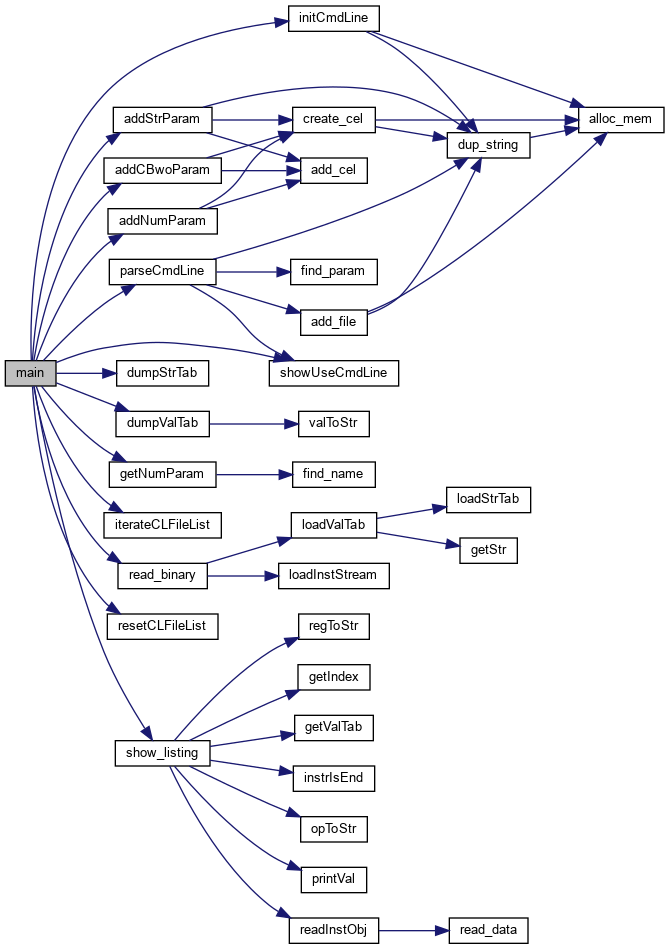 initCmdLine
addStrParam
create_cel
alloc_mem
dup_string
addCBwoParam
add_cel
addNumParam
parseCmdLine
find_param
add_file
main
dumpStrTab
showUseCmdLine
dumpValTab
valToStr
getNumParam
find_name
loadStrTab
iterateCLFileList
loadValTab
getStr
read_binary
loadInstStream
resetCLFileList
regToStr
getIndex
getValTab
show_listing
instrIsEnd
opToStr
printVal
readInstObj
read_data